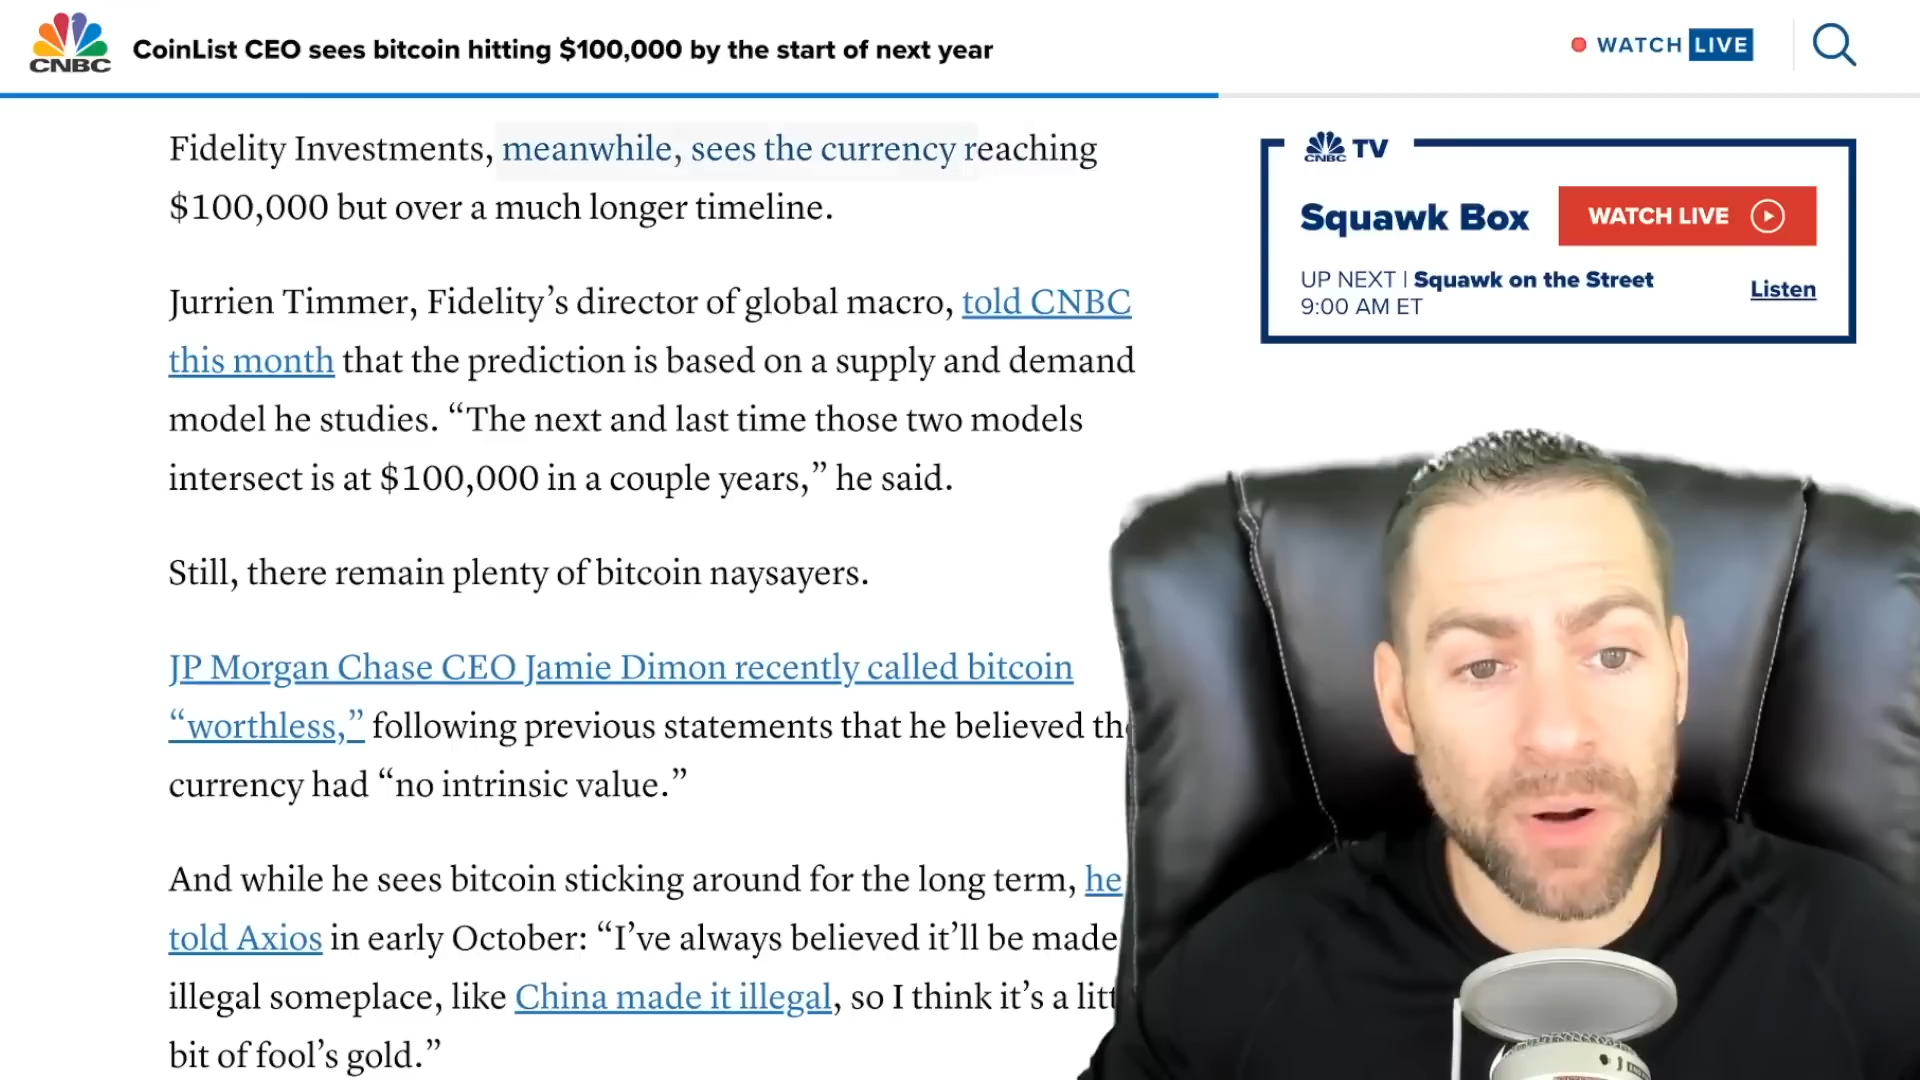 CNBC
CoinList CEO sees bitcoin hitting $100,000 by the start of next year
WATCH LIVE
Fidelity Investments, meanwhile, sees the currency reaching
$100,000 but over a much longer timeline.
Jurrien Timmer, Fidelity’s director of global macro, told CNBC
this month that the prediction is based on a supply and demand
model he studies. “The next and last time those two models
intersect is at $100,000 in a couple years,” he said.
Still, there remain plenty of bitcoin naysayers.
JP Morgan Chase CEO Jamie Dimon recently called bitcoin
“worthless,” following previous statements that he believed the
currency had “no intrinsic value.”
And while he sees bitcoin sticking around for the long term, he
told Axios in early October: “I’ve always believed it’ll be made
illegal someplace, like China made it illegal, so I think it’s a litt
bit of fool’s gold.”
CNBC TV
Squawk Box
WATCH LIVE
UP NEXT | Squawk on the Street
9:00 AM ET
Listen